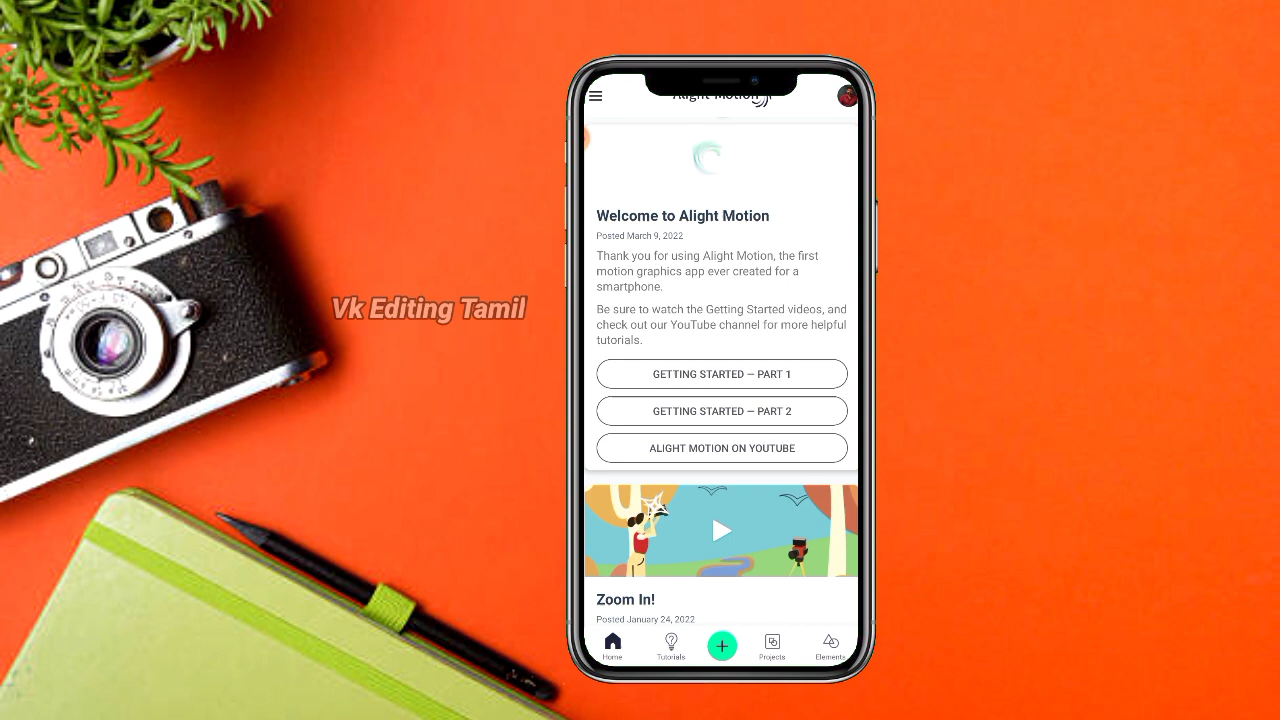 Alight Motion
Vk Editing Tamil
Welcome to Alight Motion
Posted March 9, 2022
Thank you for using Alight Motion, the first
motion graphics app ever created for a
smartphone.
Be sure to watch the Getting Started videos, and
check out our YouTube channel for more helpful
tutorials.
GETTING STARTED – PART 1
GETTING STARTED – PART 2
ALIGHT MOTION ON YOUTUBE
Zoom In!
Posted January 24, 2022
Home Tutorials Projects Elements